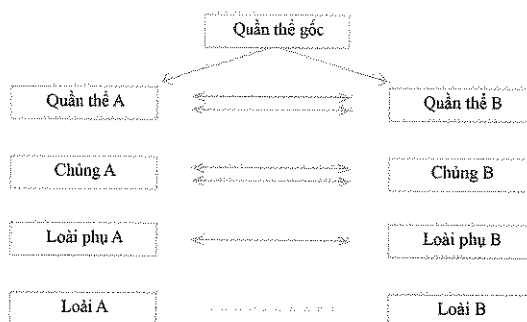 Quần thể gốc
Quần thể A
Quần thể B
Chủng A
Chủng B
Loài phụ A
Loài phụ B
Loài A
Loài B